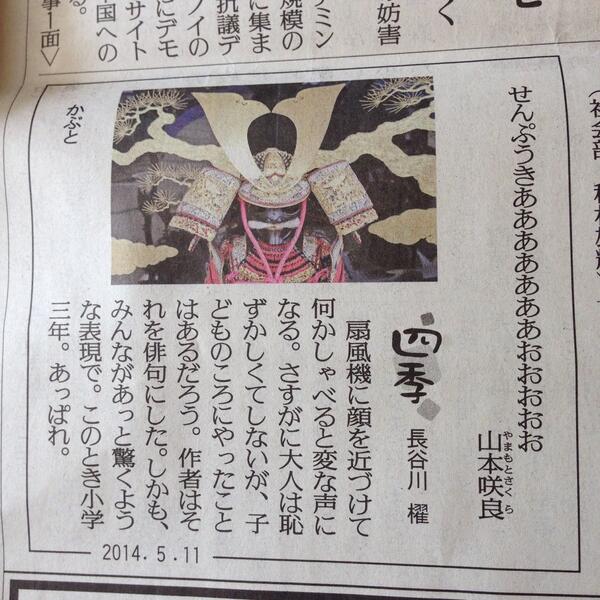 く
妨害
ミン
規模の
に集ま
抗議デ
ノイの
にデモ
サイト
国への
る。
事1面〉
せんぷうきあああああああおおおおお
山本咲良
やまもとさくら
四季
長谷川 櫂
扇風機に顔を近づけて
何かしゃべると変な声に
なる。さすがに大人は恥
ずかしくてしないが、子
どものころにやったこと
はあるだろう。作者はそ
れを俳句にした。しかも、
みんながあっと驚くよう
な表現で。このとき小学
三年。あっぱれ。
かぶと
2014.5.11